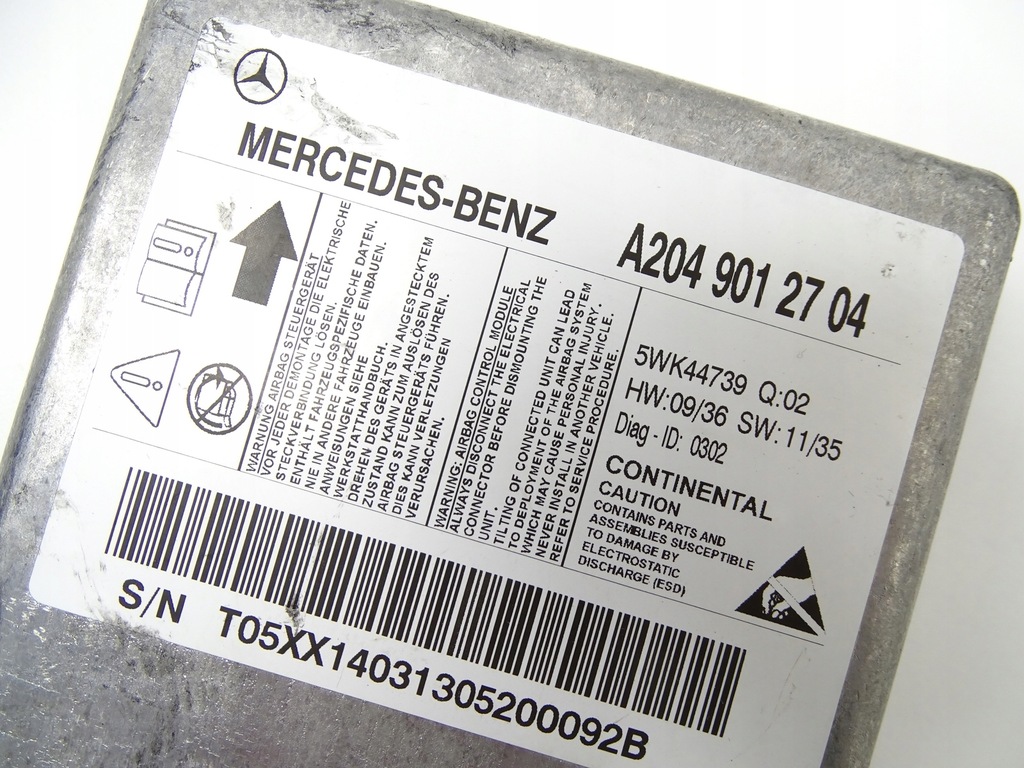 MERCEDES-BENZ
A204 901 27 04
WARNUNG AIRBAG STEUERGERÄT
VOR JEDER DEMONTAGE DIE ELEKTRISCHE
STECKVERBINDUNG LÖSEN.
ENTHÄLT FAHRZEUGSPEZIFISCHE DATEN.
NIE IN ANDERE FAHRZEUGE EINBAUEN.
ANWEISUNGEN SIEHE
WERKSTATTHANDBUCH.
DREHEN DES GERÄTS IN ANGESTECKTEM
ZUSTAND KANN ZUM AUSLÖSEN DES
AIRBAG STEUERGERÄTS FÜHREN.
DIES KANN VERLETZUNGEN
VERURSACHEN.
WARNING: AIRBAG CONTROL MODULE
ALWAYS DISCONNECT THE ELECTRICAL
CONNECTOR BEFORE DISMOUNTING THE
UNIT.
TILTING OF CONNECTED UNIT CAN LEAD
TO DEPLOYMENT OF THE AIRBAG SYSTEM
WHICH MAY CAUSE PERSONAL INJURY.
NEVER INSTALL IN ANOTHER VEHICLE.
REFER TO SERVICE PROCEDURE.
5WK44739 Q:02
HW:09/36 SW:11/35
Diag - ID: 0302
CONTINENTAL
CAUTION
CONTAINS PARTS AND
ASSEMBLIES SUSCEPTIBLE
TO DAMAGE BY
ELECTROSTATIC
DISCHARGE (ESD)
S/N T05XX14031305200092B